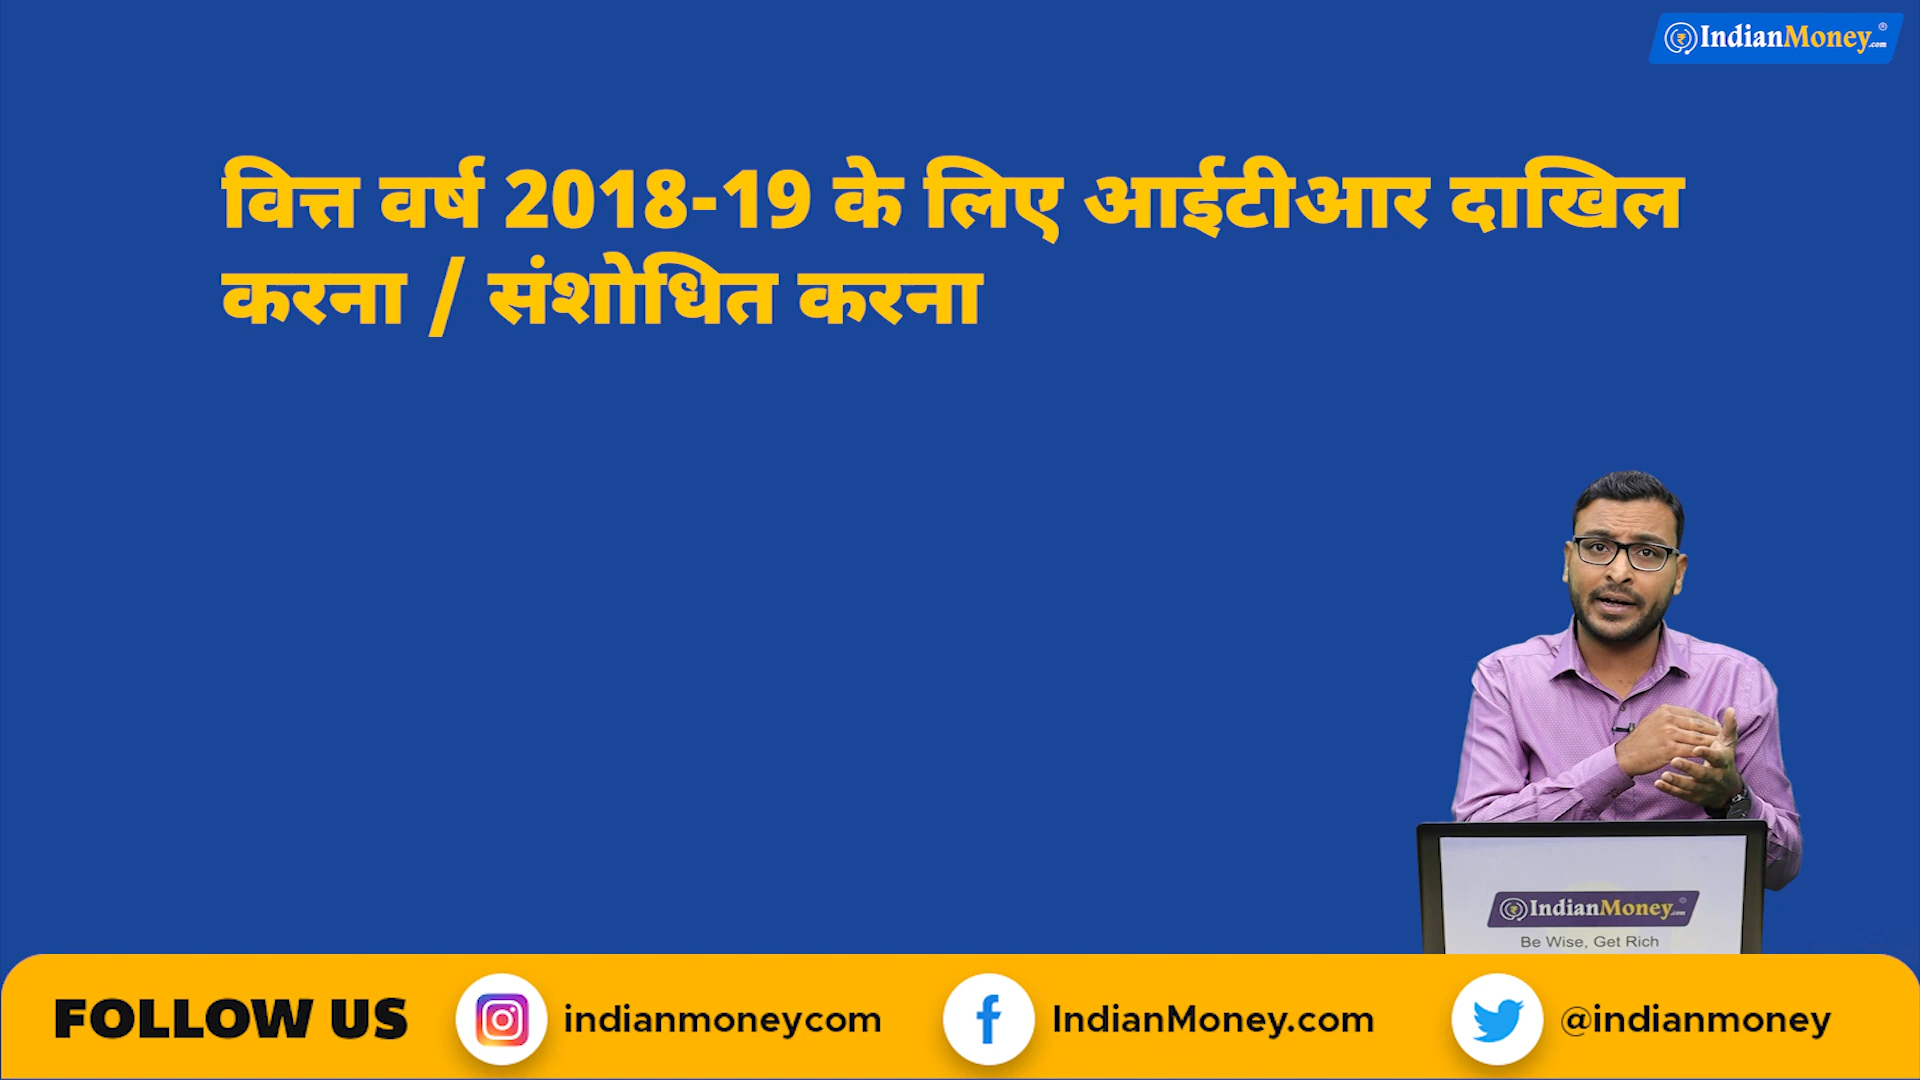 IndianMoney.com
वित्त वर्ष 2018-19 के लिए आईटीआर दाखिल
करना / संशोधित करना
IndianMoney.com
Be Wise, Get Rich
FOLLOW US indianmoneycom IndianMoney.com @indianmoney